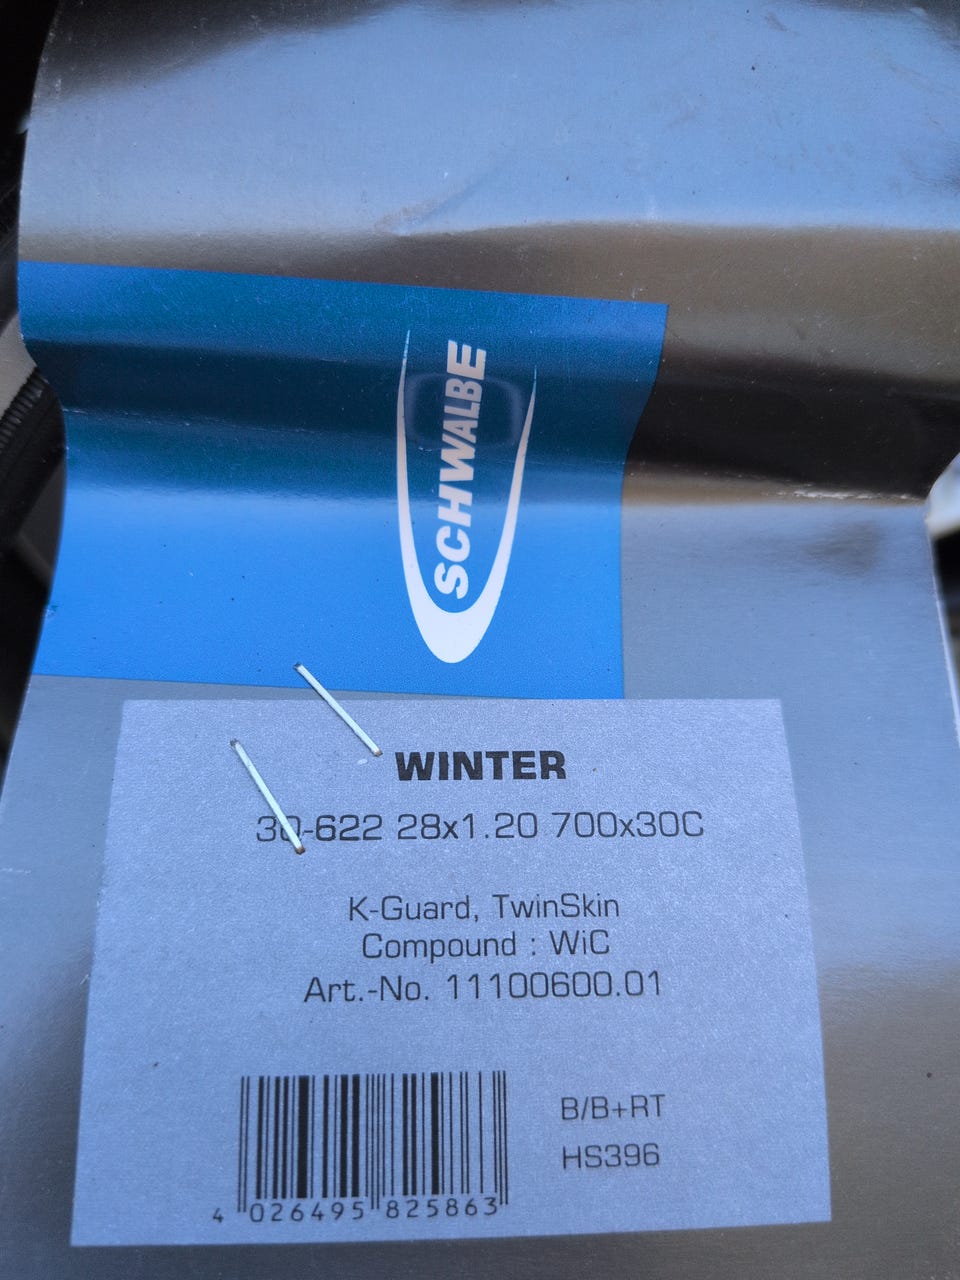 SCHWALBE
WINTER
30-622 28x1.20 700x30C
K-Guard, TwinSkin
Compound : WiC
Art.-No. 11100600.01
B/B+RT
HS396
4 026495 825863